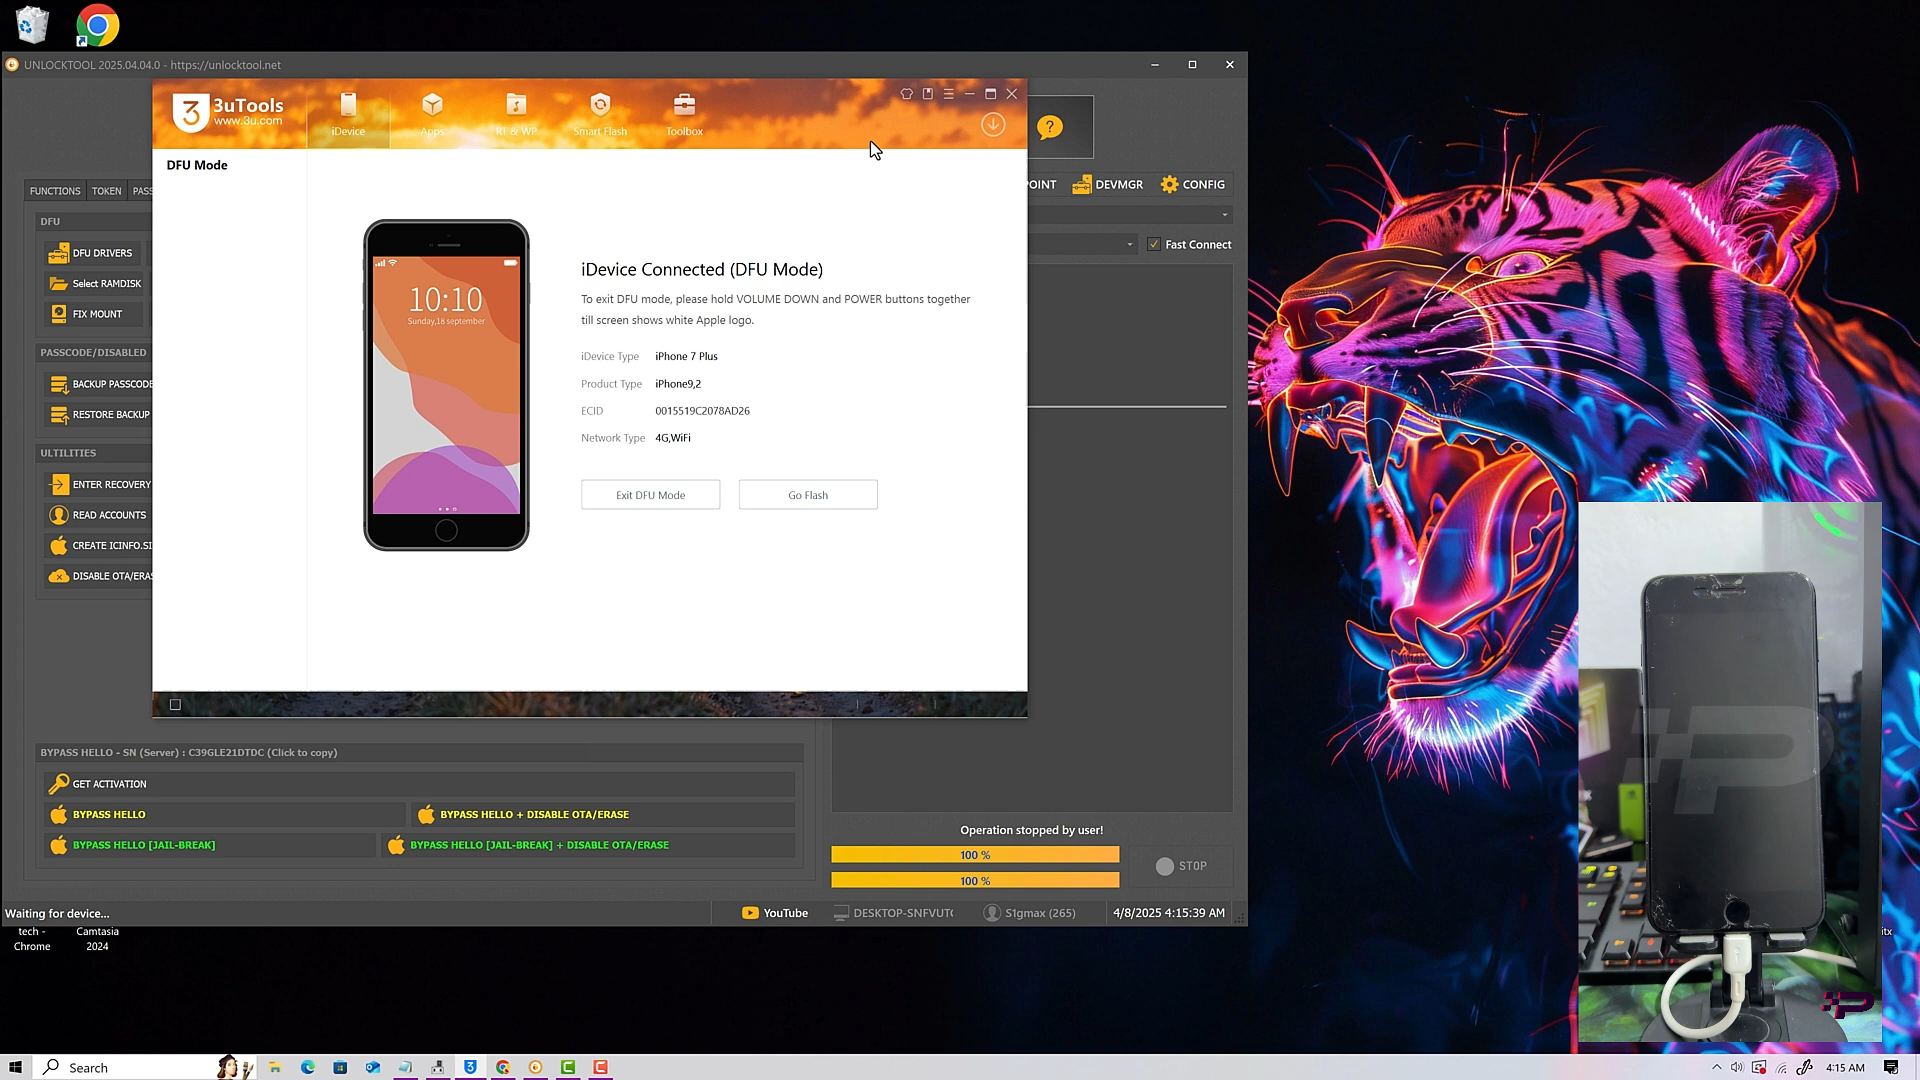 UNLOCKTOOL 2025.04.04.0 - https://unlocktool.net
3 3uTools
www.3u.com
iDevice
Apps
RT & WP
Smart Flash
Toolbox
DFU Mode
OINT
DEVMGR
CONFIG
FUNCTIONS
TOKEN
PASS
DFU
DFU DRIVERS
Select RAMDISK
FIX MOUNT
PASSCODE/DISABLED
BACKUP PASSCODE
RESTORE BACKUP
ULTILITIES
ENTER RECOVERY
READ ACCOUNTS
CREATE ICINFO.SI
DISABLE OTA/ERAS
Fast Connect
10:10
Sunday,18 september
iDevice Connected (DFU Mode)
To exit DFU mode, please hold VOLUME DOWN and POWER buttons together
till screen shows white Apple logo.
iDevice Type iPhone 7 Plus
Product Type iPhone9,2
ECID 0015519C2078AD26
Network Type 4G,WiFi
Exit DFU Mode
Go Flash
BYPASS HELLO - SN (Server) : C39GLE21DTDC (Click to copy)
GET ACTIVATION
BYPASS HELLO
BYPASS HELLO + DISABLE OTA/ERASE
BYPASS HELLO [JAIL-BREAK]
BYPASS HELLO [JAIL-BREAK] + DISABLE OTA/ERASE
Operation stopped by user!
100 %
100 %
STOP
Waiting for device...
YouTube
DESKTOP-SNFVUT
S1gmax (265)
4/8/2025 4:15:39 AM
tech -
Chrome
Camtasia
2024
itx
Search
4:15 AM